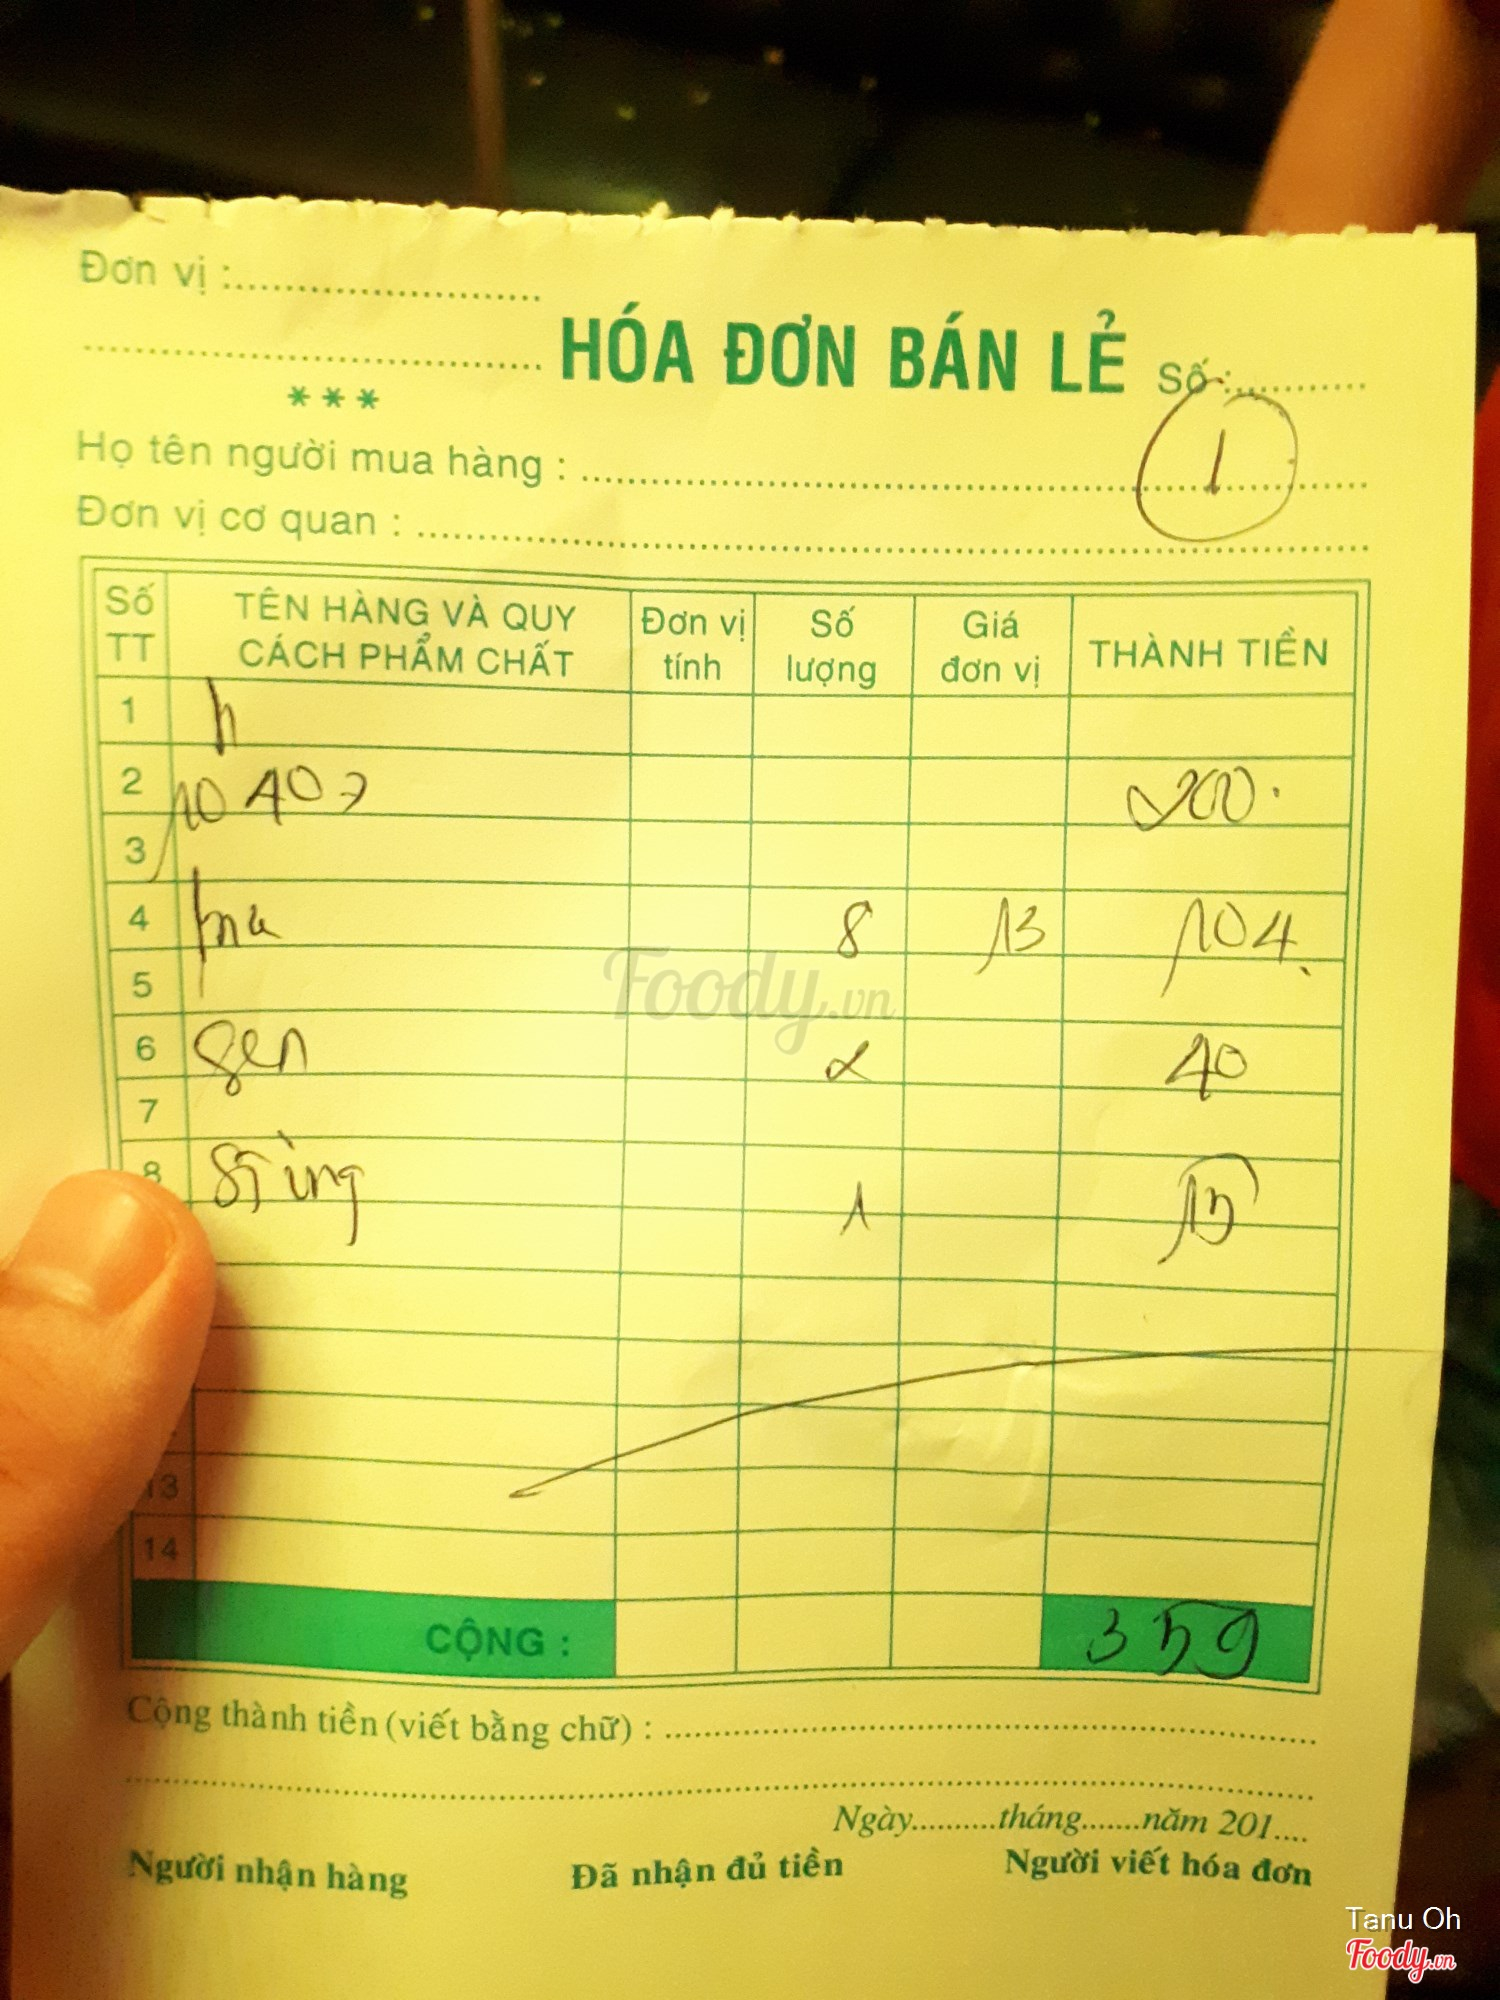 Đơn vị :
HÓA ĐƠN BÁN LẺ Số :
***
1
Họ tên người mua hàng :
Đơn vị cơ quan :
Số TT TÊN HÀNG VÀ QUY CÁCH PHẨM CHẤT Đơn vị tính Số lượng Giá đơn vị THÀNH TIỀN
1 h
2 10 40 200.
3
4 8 13 104
5
6 sen 2 40
7
8 sting 1 15
13
14
CỘNG : 359
Cộng thành tiền (viết bằng chữ) :
Ngày..........tháng.......năm 201....
Người nhận hàng Đã nhận đủ tiền Người viết hóa đơn
Foody.vn
Tanu Oh
Foody.vn